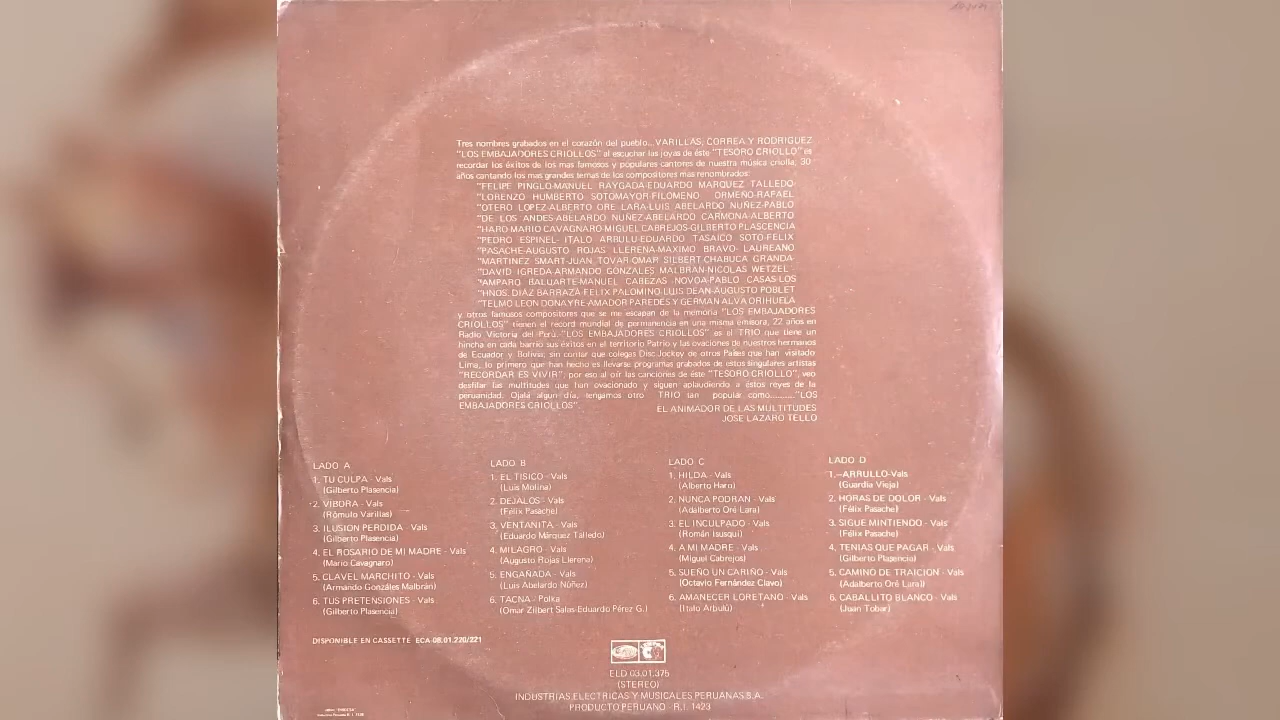 Tres nombres grabados en el corazón del pueblo...VARILLAS, CORREA Y RODRIGUEZ
"LOS EMBAJADORES CRIOLLOS" al escuchar las joyas de éste "TESORO CRIOLLO" es
recordar los éxitos de los mas famosos y populares cantores de nuestra música criolla; 30
años cantando los mas grandes temas de los compositores mas renombrados:
"FELIPE PINGLO-MANUEL RAYGADA-EDUARDO MARQUEZ TALLEDO-
"LORENZO HUMBERTO SOTOMAYOR-FILOMENO ORMEÑO-RAFAEL
"OTERO LOPEZ-ALBERTO ORE LARA-LUIS ABELARDO NUÑEZ-PABLO
"DE LOS ANDES-ABELARDO NUÑEZ-ABELARDO CARMONA-ALBERTO
"HARO-MARIO CAVAGNARO-MIGUEL CABREJOS-GILBERTO PLASCENCIA
"PEDRO ESPINEL- ITALO ARBULU-EDUARDO TASAICO SOTO-FELIX
"PASACHE-AUGUSTO ROJAS LLERENA-MAXIMO BRAVO- LAUREANO
"MARTINEZ SMART-JUAN TOVAR-OMAR SILBERT-CHABUCA GRANDA-
"DAVID IGREDA-ARMANDO GONZALES MALBRAN-NICOLAS WETZEL
"AMPARO BALUARTE-MANUEL CABEZAS NOVOA-PABLO CASAS-LOS
"HNOS. DIAZ BARRAZA-FELIX PALOMINO-LUIS DEAN-AUGUSTO POBLET
"TELMO LEON DONAYRE-AMADOR PAREDES Y GERMAN ALVA ORIHUELA
y otros famosos compositores que se me escapan de la memoria "LOS EMBAJADORES
CRIOLLOS" tienen el record mundial de permanencia en una misma emisora, 22 años en
Radio Victoria del Perú. "LOS EMBAJADORES CRIOLLOS" es el TRIO que tiene un
hincha en cada barrio sus éxitos en el territorio Patrio y las ovaciones de nuestros hermanos
de Ecuador y Bolivia, sin contar que colegas Disc.Jockey de otros Países que han visitado
Lima, lo primero que han hecho es llevarse programas grabados de estos singulares artistas
"RECORDAR ES VIVIR", por eso al oír las canciones de éste "TESORO CRIOLLO", veo
desfilar las multitudes que han ovacionado y siguen aplaudiendo a éstos reyes de la
peruanidad. Ojalá algun día, tengamos otro TRIO tan popular como.........."LOS
EMBAJADORES CRIOLLOS".
EL ANIMADOR DE LAS MULTITUDES
JOSE LAZARO TELLO
LADO A
1. TU CULPA - Vals
(Gilberto Plasencia)
2. VIBORA - Vals
(Rómulo Varillas)
3. ILUSION PERDIDA - Vals
(Gilberto Plasencia)
4. EL ROSARIO DE MI MADRE - Vals
(Mario Cavagnaro)
5. CLAVEL MARCHITO - Vals
(Armando Gonzáles Malbrán)
6. TUS PRETENSIONES - Vals
(Gilberto Plasencia)
LADO B
1. EL TISICO - Vals
(Luis Molina)
2. DEJALOS - Vals
(Félix Pasache)
3. VENTANITA - Vals
(Eduardo Márquez Talledo)
4. MILAGRO - Vals
(Augusto Rojas Llerena)
5. ENGAÑADA - Vals
(Luis Abelardo Núñez)
6. TACNA - Polka
(Omar Zilbert Salas-Eduardo Pérez G.)
LADO C
1. HILDA - Vals
(Alberto Haro)
2. NUNCA PODRAN - Vals
(Adalberto Oré Lara)
3. EL INCULPADO - Vals
(Román Isusqui)
4. A MI MADRE - Vals
(Miguel Cabrejos)
5. SUEÑO UN CARIÑO - Vals
(Octavio Fernández Clavo)
6. AMANECER LORETANO - Vals
(Italo Arbulú)
LADO D
1.-ARRULLO-Vals
(Guardia Vieja)
2. HORAS DE DOLOR - Vals
(Félix Pasache)
3. SIGUE MINTIENDO - Vals
(Félix Pasache)
4. TENIAS QUE PAGAR - Vals
(Gilberto Plasencia)
5. CAMINO DE TRAICION - Vals
(Adalberto Oré Lara)
6. CABALLITO BLANCO - Vals
(Juan Tobar)
DISPONIBLE EN CASSETTE ECA-08.01.220/221
ELD 03.01.375
(STEREO)
INDUSTRIAS ELECTRICAS Y MUSICALES PERUANAS S.A.
PRODUCTO PERUANO - R.I. 1423